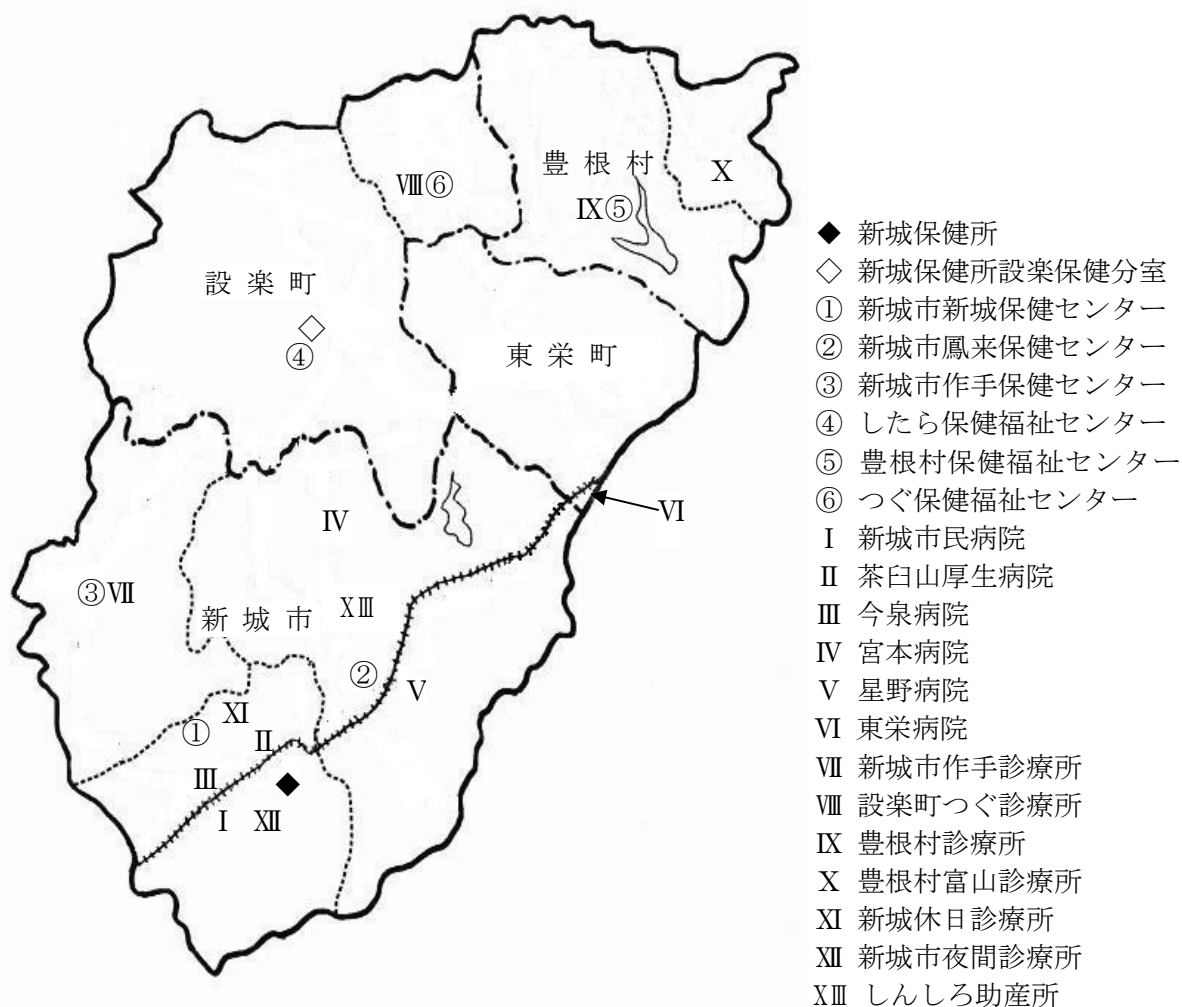 豊根村
Ⅹ
Ⅷ⑥
Ⅸ⑤
設楽町
◇
④
東栄町
Ⅵ
Ⅳ
③Ⅶ
新城市
ⅩⅢ
②
Ⅴ
Ⅺ
①
Ⅱ
Ⅲ
◆
Ⅰ Ⅻ
◆ 新城保健所
◇ 新城保健所設楽保健分室
① 新城市新城保健センター
② 新城市鳳来保健センター
③ 新城市作手保健センター
④ したら保健福祉センター
⑤ 豊根村保健福祉センター
⑥ つぐ保健福祉センター
Ⅰ 新城市民病院
Ⅱ 茶臼山厚生病院
Ⅲ 今泉病院
Ⅳ 宮本病院
Ⅴ 星野病院
Ⅵ 東栄病院
Ⅶ 新城市作手診療所
Ⅷ 設楽町つぐ診療所
Ⅸ 豊根村診療所
Ⅹ 豊根村富山診療所
Ⅺ 新城休日診療所
Ⅻ 新城市夜間診療所
ⅩⅢ しんしろ助産所